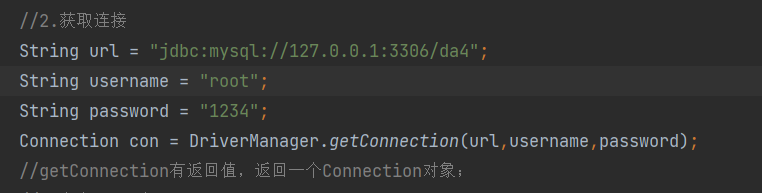 //2.获取连接
String url = "jdbc:mysql://127.0.0.1:3306/da4";
String username = "root";
String password = "1234";
Connection con = DriverManager.getConnection(url,username,password);
//getConnection有返回值，返回一个Connection对象；